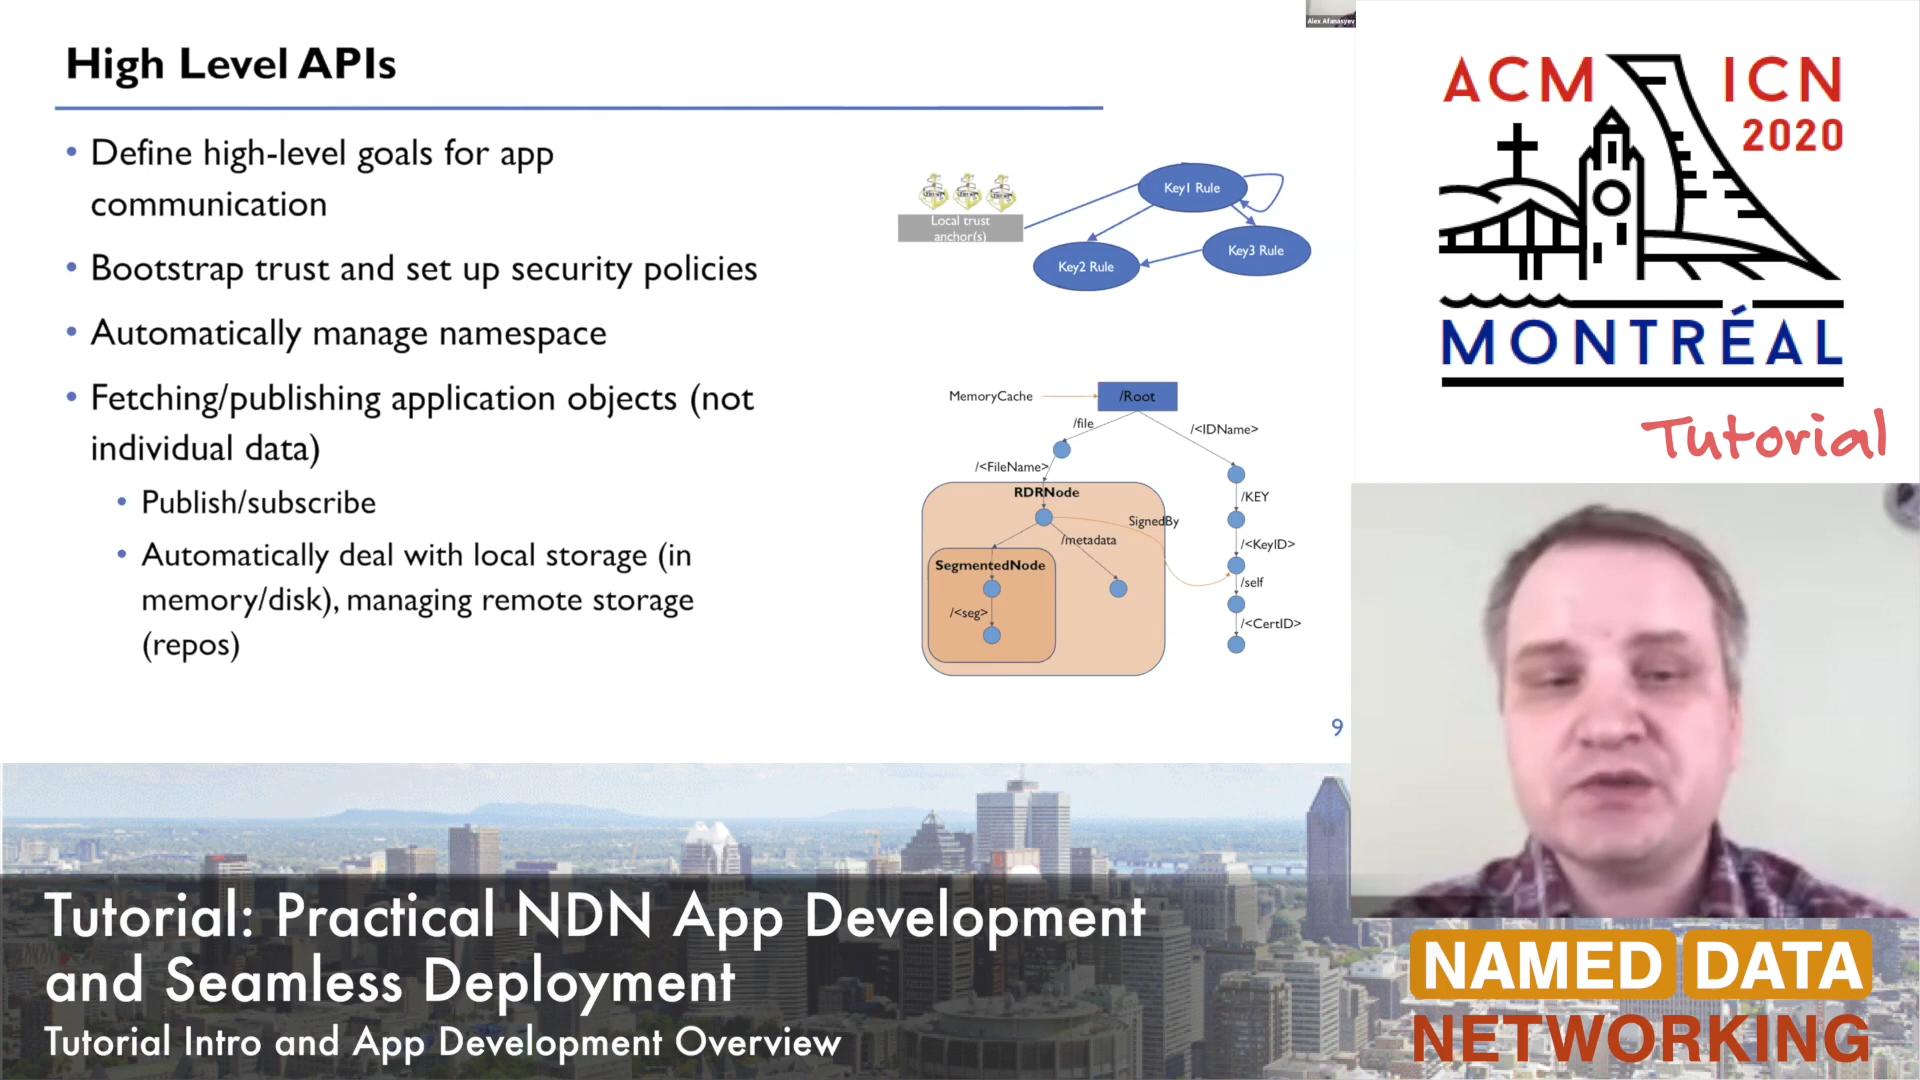 High Level APIs
• Define high-level goals for app
communication
• Bootstrap trust and set up security policies
• Automatically manage namespace
• Fetching/publishing application objects (not
individual data)
• Publish/subscribe
• Automatically deal with local storage (in
memory/disk), managing remote storage
(repos)
Local trust
anchor(s)
Key1 Rule
Key2 Rule
Key3 Rule
MemoryCache
/Root
/file
/<IDName>
/<FileName>
RDRNode
/KEY
SignedBy
/metadata
/<KeyID>
SegmentedNode
/self
/<seg>
/<CertID>
9
Alex Afanasyev
ACM ICN
2020
MONTRÉAL
Tutorial
Tutorial: Practical NDN App Development
and Seamless Deployment
Tutorial Intro and App Development Overview
NAMED DATA
NETWORKING